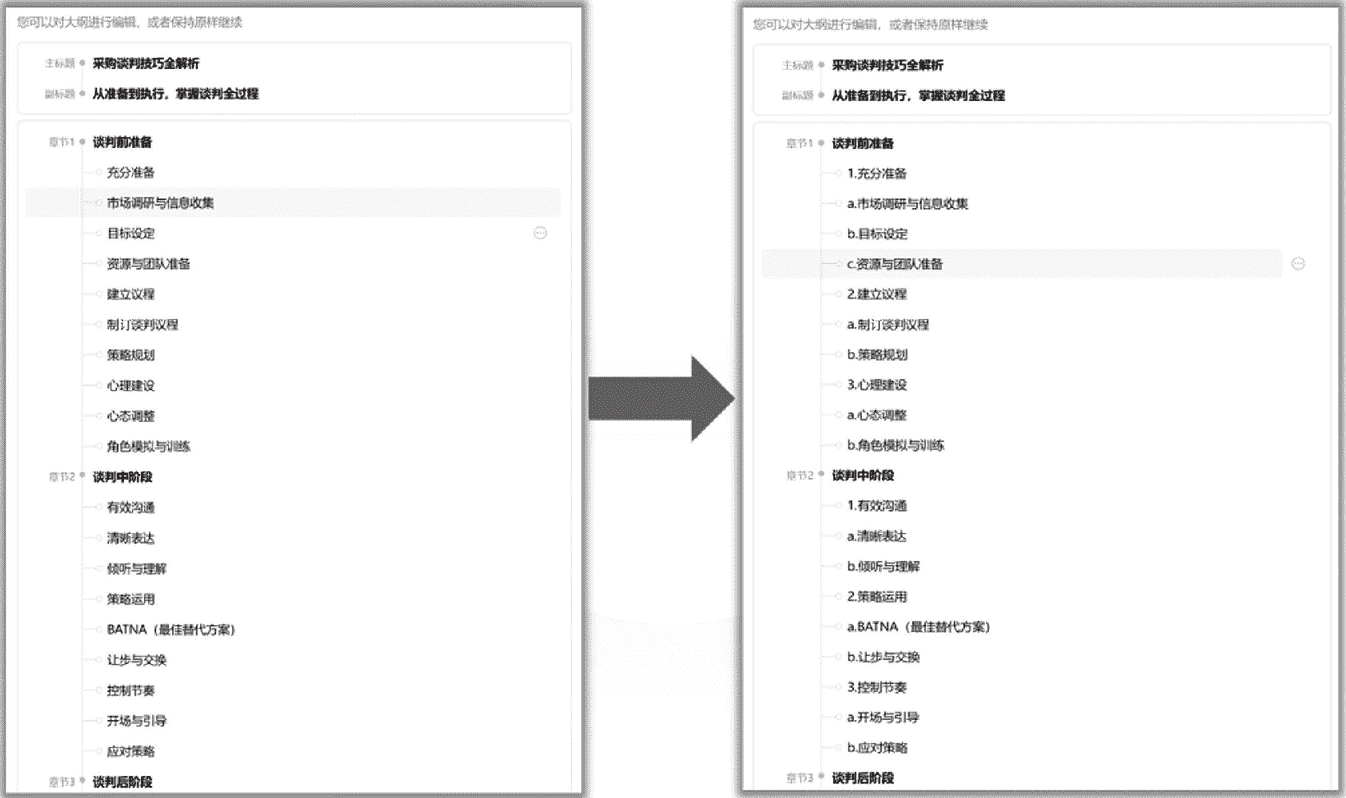 您可以对大纲进行编辑，或者保持原样继续
主标题 采购谈判技巧全解析
副标题 从准备到执行，掌握谈判全过程
章节1 谈判前准备
充分准备
市场调研与信息收集
目标设定
资源与团队准备
建立议程
制订谈判议程
策略规划
心理建设
心态调整
角色模拟与训练
章节2 谈判中阶段
有效沟通
清晰表达
倾听与理解
策略运用
BATNA（最佳替代方案）
让步与交换
控制节奏
开场与引导
应对策略
章节3 谈判后阶段
您可以对大纲进行编辑，或者保持原样继续
主标题 采购谈判技巧全解析
副标题 从准备到执行，掌握谈判全过程
章节1 谈判前准备
1.充分准备
a.市场调研与信息收集
b.目标设定
c.资源与团队准备
2.建立议程
a.制订谈判议程
b.策略规划
3.心理建设
a.心态调整
b.角色模拟与训练
章节2 谈判中阶段
1.有效沟通
a.清晰表达
b.倾听与理解
2.策略运用
a.BATNA（最佳替代方案）
b.让步与交换
3.控制节奏
a.开场与引导
b.应对策略
章节3 谈判后阶段